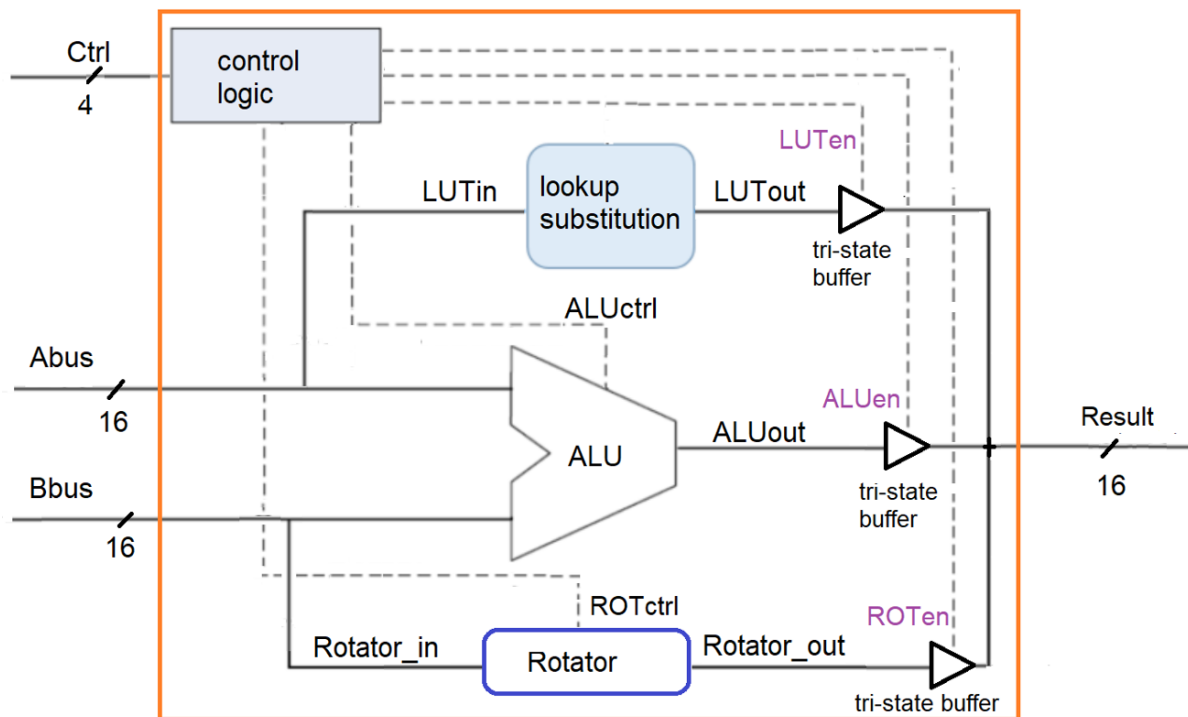 Ctrl
4
control
logic
LUTen
LUTin
lookup
substitution
LUTout
tri-state
buffer
ALUctrl
Abus
16
ALUen
ALU
ALUout
Result
16
tri-state
buffer
Bbus
16
ROTctrl
ROTen
Rotator_in
Rotator
Rotator_out
tri-state buffer